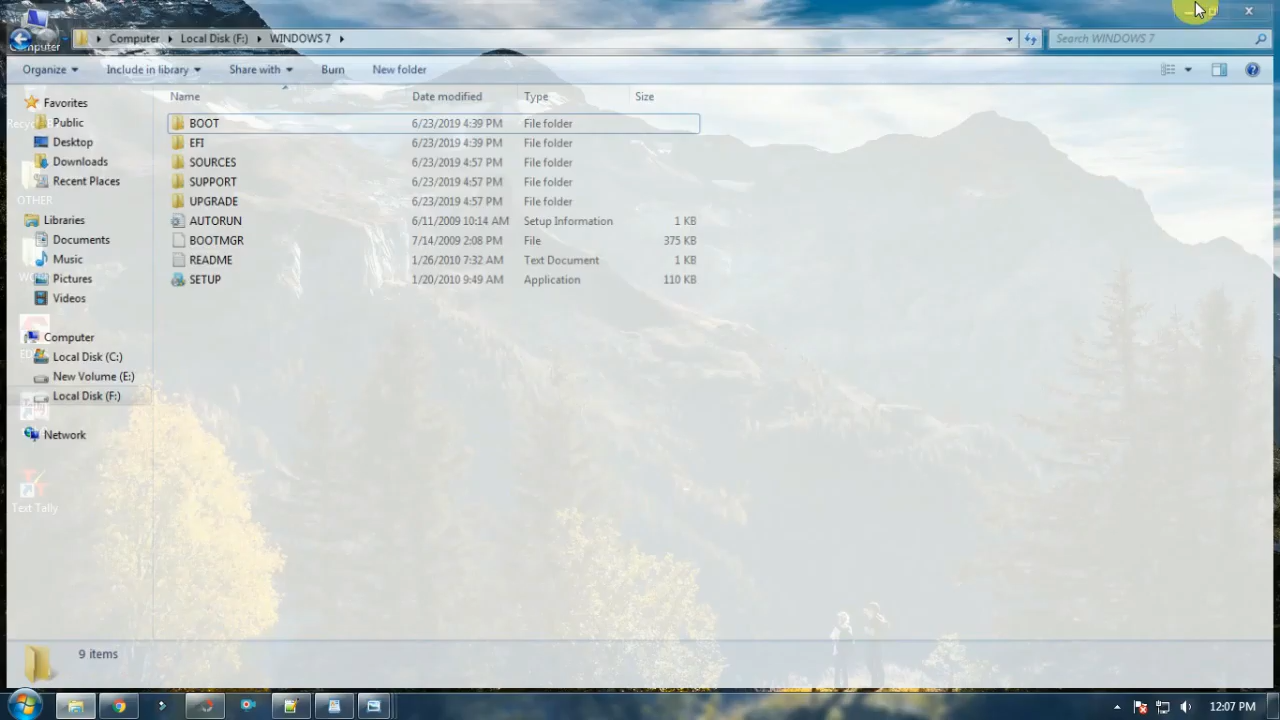 Computer
Computer Local Disk (F:) WINDOWS 7
Search WINDOWS 7
Organize Include in library Share with Burn New folder
Name Date modified Type Size
Favorites
Public
Desktop
Downloads
Recent Places
OTHER
Libraries
Documents
Music
Pictures
Videos
Computer
Local Disk (C:)
New Volume (E:)
Local Disk (F:)
Network
Text Tally
BOOT 6/23/2019 4:39 PM File folder
EFI 6/23/2019 4:39 PM File folder
SOURCES 6/23/2019 4:57 PM File folder
SUPPORT 6/23/2019 4:57 PM File folder
UPGRADE 6/23/2019 4:57 PM File folder
AUTORUN 6/11/2009 10:14 AM Setup Information 1 KB
BOOTMGR 7/14/2009 2:08 PM File 375 KB
README 1/26/2010 7:32 AM Text Document 1 KB
SETUP 1/20/2010 9:49 AM Application 110 KB
9 items
12:07 PM